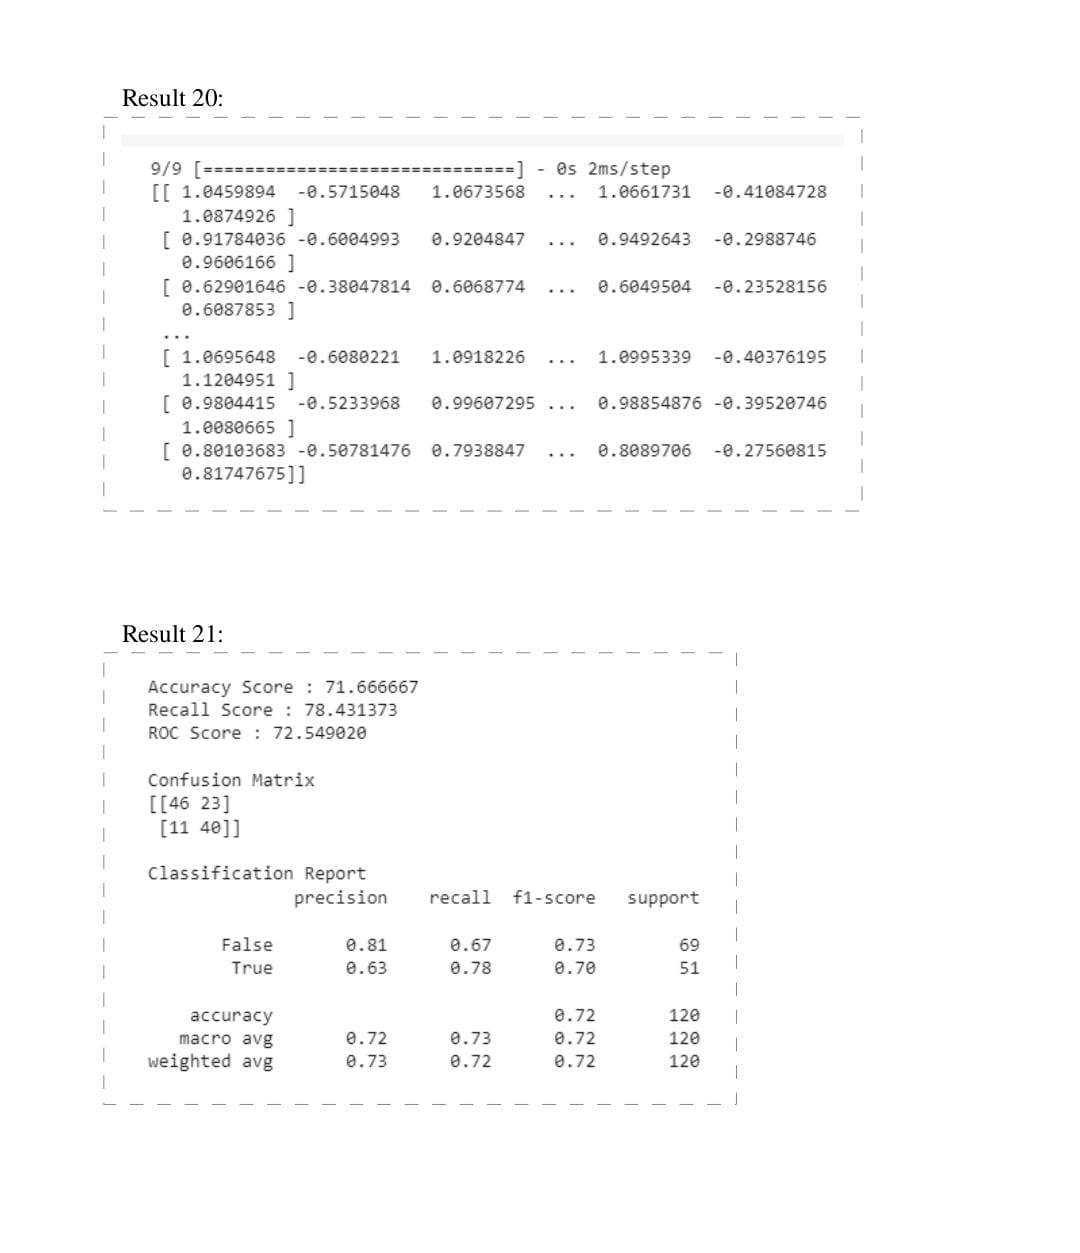 Result 20:
9/9 [==============================] - 0s 2ms/step
[[ 1.0459894  -0.5715048   1.0673568  ...  1.0661731  -0.41084728
   1.0874926 ]
 [ 0.91784036 -0.6004993   0.9204847  ...  0.9492643  -0.2988746
   0.9606166 ]
 [ 0.62901646 -0.38047814  0.6068774  ...  0.6049504  -0.23528156
   0.6087853 ]
 ...
 [ 1.0695648  -0.6080221   1.0918226  ...  1.0995339  -0.40376195
   1.1204951 ]
 [ 0.9804415  -0.5233968   0.99607295 ...  0.98854876 -0.39520746
   1.0080665 ]
 [ 0.80103683 -0.50781476  0.7938847  ...  0.8089706  -0.27560815
   0.81747675]]
Result 21:
Accuracy Score : 71.666667
Recall Score : 78.431373
ROC Score : 72.549020
Confusion Matrix
[[46 23]
 [11 40]]
Classification Report
              precision    recall  f1-score   support
       False       0.81      0.67      0.73        69
        True       0.63      0.78      0.70        51
    accuracy                           0.72       120
   macro avg       0.72      0.73      0.72       120
weighted avg       0.73      0.72      0.72       120